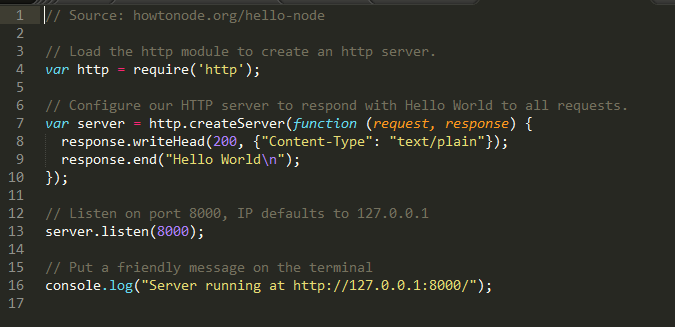 1 // Source: howtonode.org/hello-node
2
3 // Load the http module to create an http server.
4 var http = require('http');
5
6 // Configure our HTTP server to respond with Hello World to all requests.
7 var server = http.createServer(function (request, response) {
8   response.writeHead(200, {"Content-Type": "text/plain"});
9   response.end("Hello World\n");
10 });
11
12 // Listen on port 8000, IP defaults to 127.0.0.1
13 server.listen(8000);
14
15 // Put a friendly message on the terminal
16 console.log("Server running at http://127.0.0.1:8000/");
17